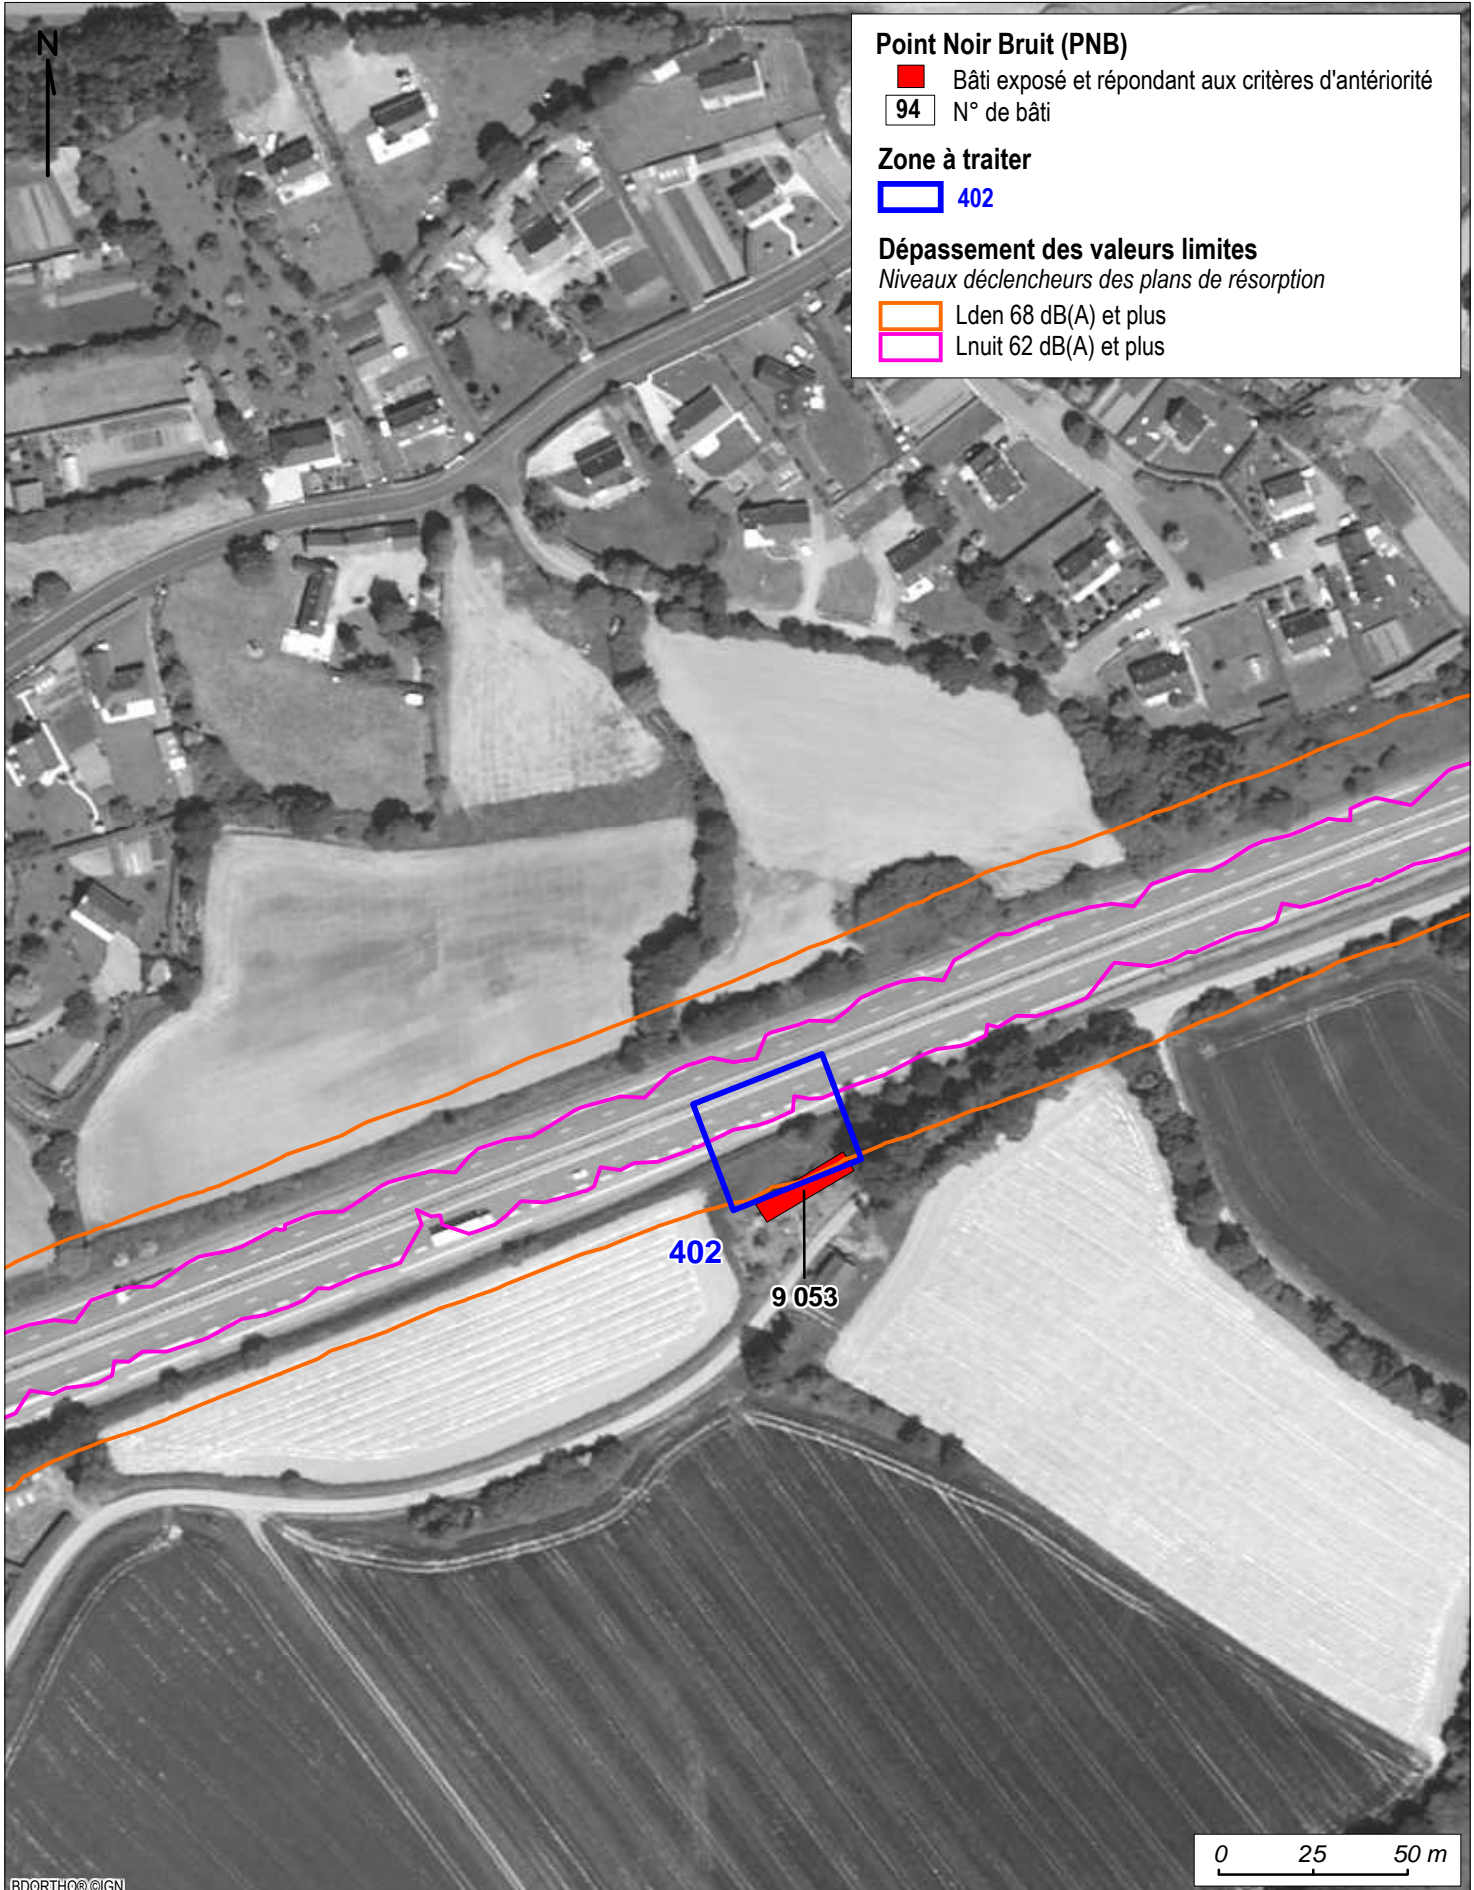 N
Point Noir Bruit (PNB)
Bâti exposé et répondant aux critères d'antériorité
94 N° de bâti
Zone à traiter
402
Dépassement des valeurs limites
Niveaux déclencheurs des plans de résorption
Lden 68 dB(A) et plus
Lnuit 62 dB(A) et plus
402
9 053
0 25 50 m
BDORTHO® ©IGN